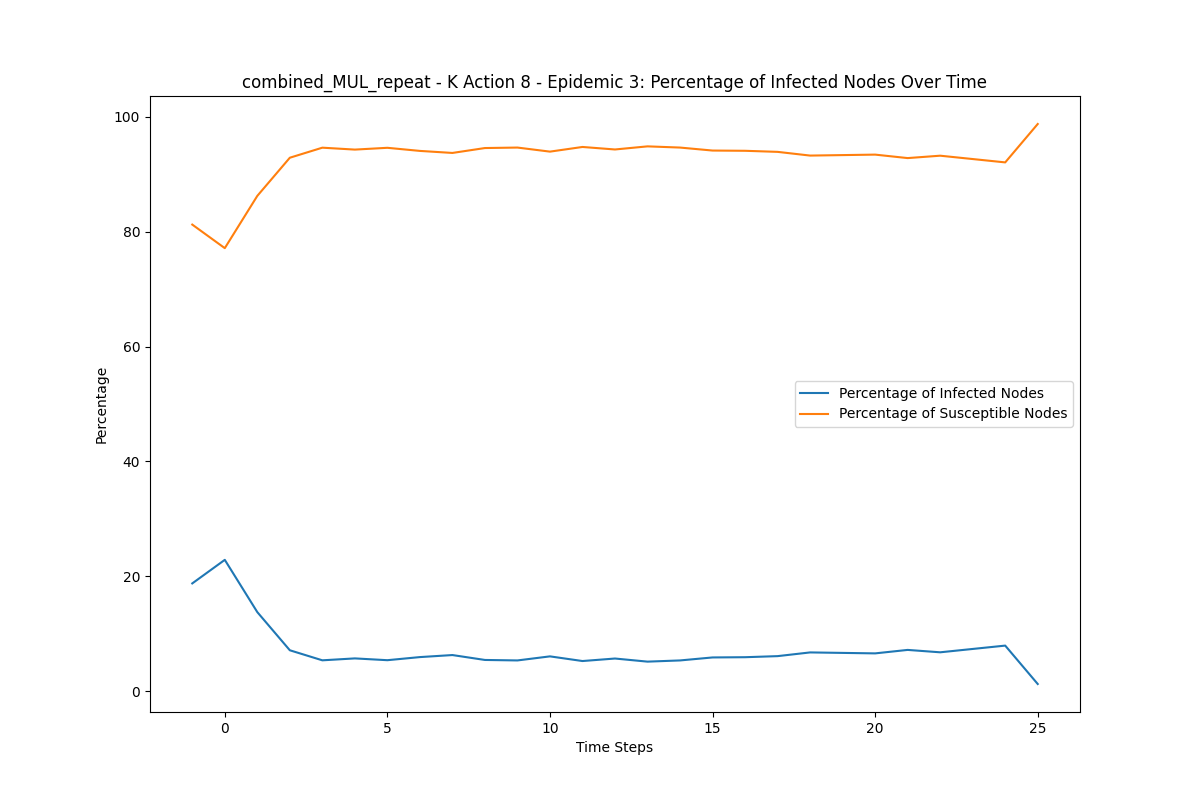 combined_MUL_repeat - K Action 8 - Epidemic 3: Percentage of Infected Nodes Over Time
100
80
60
40
20
0
Percentage
Percentage of Infected Nodes
Percentage of Susceptible Nodes
0 5 10 15 20 25
Time Steps